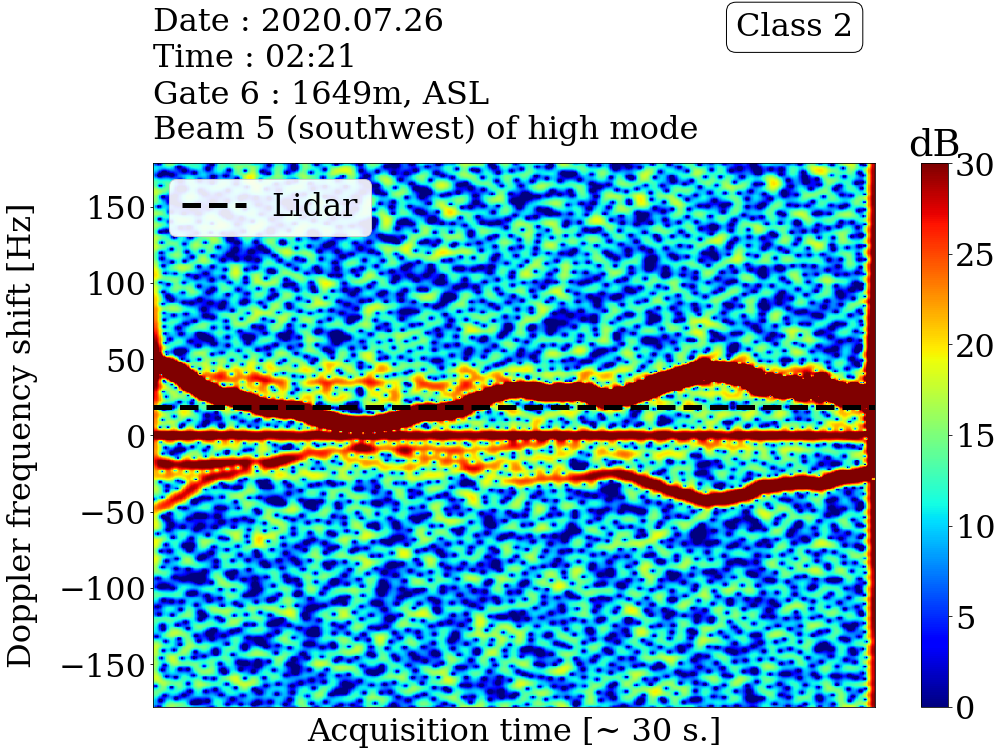 Date : 2020.07.26
Time : 02:21
Gate 6 : 1649m, ASL
Beam 5 (southwest) of high mode
Class 2
dB
Lidar
Doppler frequency shift [Hz]
150
100
50
0
−50
−100
−150
30
25
20
15
10
5
0
Acquisition time [~ 30 s.]